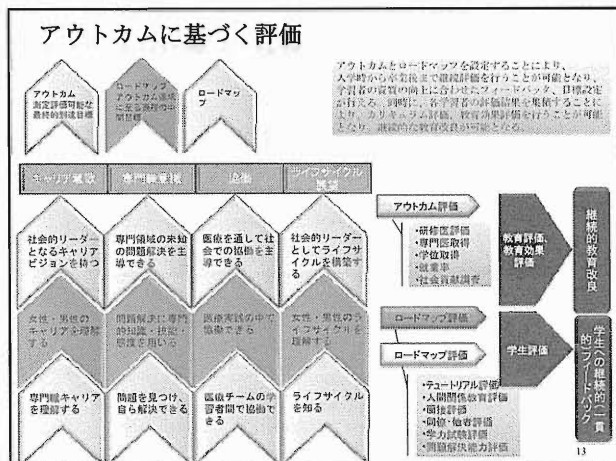 アウトカムに基づく評価
アウトカム
測定評価可能な
最終的到達目標
ロードマップ
アウトカム達成
に至る過程の中
間目標
ロードマッ
プ
アウトカムとロードマップを設定することにより、
入学時から卒業後まで継続評価を行うことが可能となり、
学習者の資質の向上に合わせたフィードバック、目標設定
が行える。同時に、各学習者の評価結果を集積することに
より、カリキュラム評価、教育効果評価を行うことが可能
となり、継続的な教育改良が可能となる。
キャリア意欲
専門職意識
協働
ライフサイクル
社会的リーダー
となるキャリア
ビジョンを持つ
専門領域の未知
の問題解決を主
導できる
医療を通して社
会での協働を主
導できる
社会的リーダー
としてライフサ
イクルを構築す
る
女性・男性の
キャリアを理解
する
問題解決に専門
的知識・技能・
態度を用いる
医療実践の中で
協働できる
女性・男性のラ
イフサイクルを
理解する
専門職キャリア
を理解する
問題を見つけ、
自ら解決できる
医療チームの学
習者間で協働で
きる
ライフサイクル
を知る
アウトカム評価
・研修医評価
・専門医取得
・学位取得
・就業率
・社会貢献調査
教育評価、
教育効果
評価
継続的教育改良
ロードマップ評価
ロードマップ評価
・テュートリアル評価
・人間関係教育評価
・面接評価
・同僚・他者評価
・学力試験評価
・問題解決能力評価
学生評価
学生への継続的(一貫
的)フィードバック
13